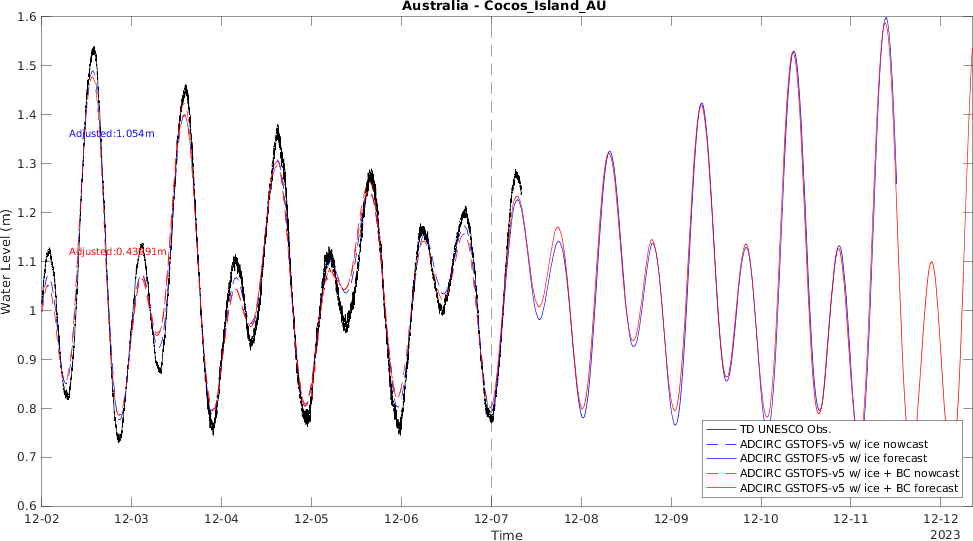 Australia - Cocos_Island_AU
1.6
1.5
1.4
1.3
1.2
1.1
1
0.9
0.8
0.7
0.6
Water Level (m)
Adjusted:1.054m
TD UNESCO Obs.
ADCIRC GSTOFS-v5 w/ ice nowcast
ADCIRC GSTOFS-v5 w/ ice forecast
ADCIRC GSTOFS-v5 w/ ice + BC nowcast
ADCIRC GSTOFS-v5 w/ ice + BC forecast
12-02 12-03 12-04 12-05 12-06 12-07 12-08 12-09 12-10 12-11 12-12
2023
Time